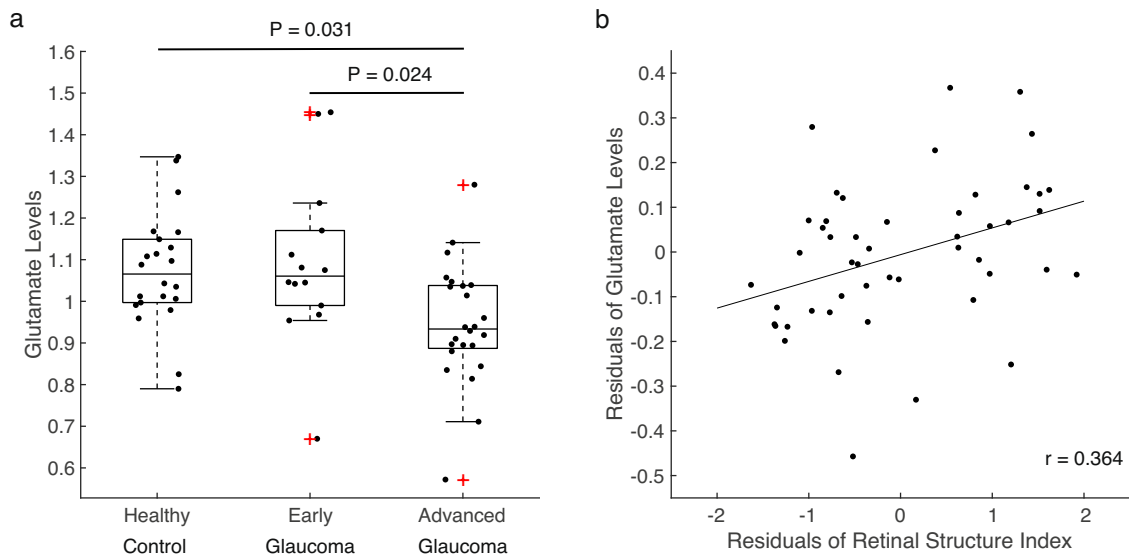 a
P = 0.031
P = 0.024
1.6
1.5
1.4
1.3
1.2
1.1
1
0.9
0.8
0.7
0.6
Glutamate Levels
Healthy
Control
Early
Glaucoma
Advanced
Glaucoma
b
0.4
0.3
0.2
0.1
0
-0.1
-0.2
-0.3
-0.4
-0.5
Residuals of Glutamate Levels
r = 0.364
-2 -1 0 1 2
Residuals of Retinal Structure Index